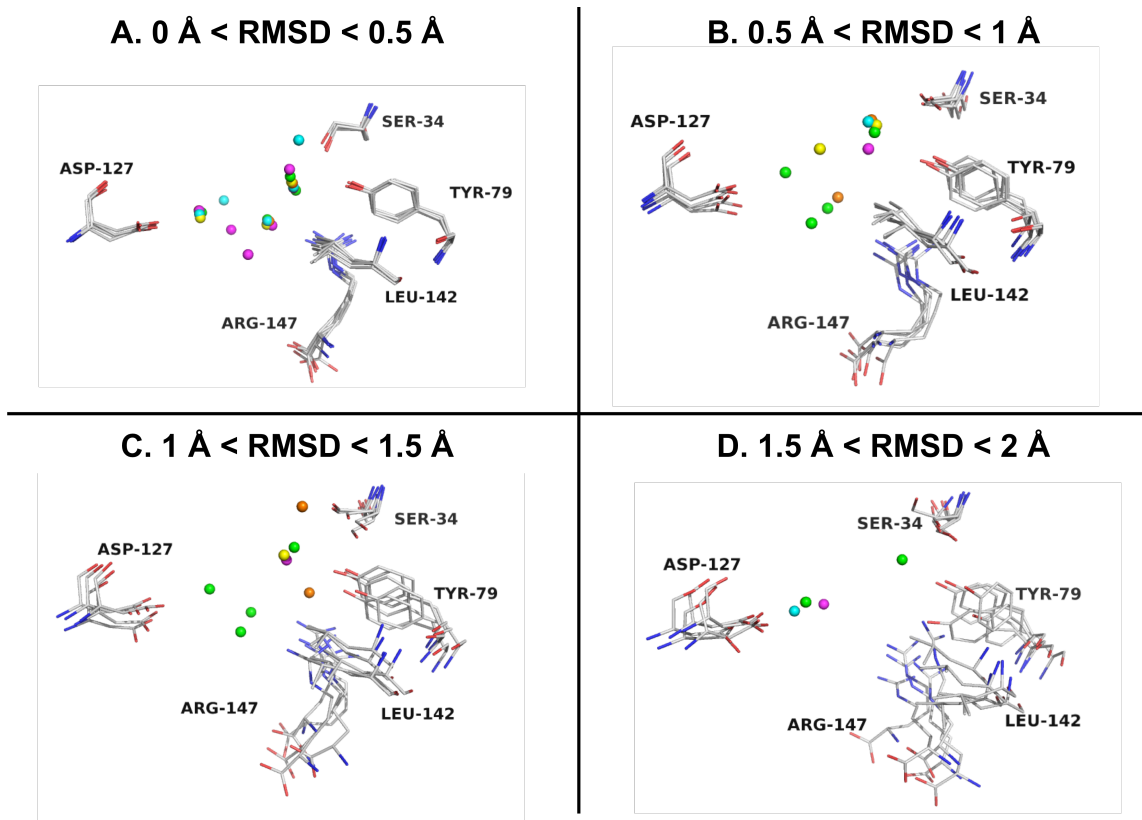 A. 0 Å < RMSD < 0.5 Å
SER-34
ASP-127
TYR-79
LEU-142
ARG-147
B. 0.5 Å < RMSD < 1 Å
SER-34
ASP-127
TYR-79
LEU-142
ARG-147
C. 1 Å < RMSD < 1.5 Å
SER-34
ASP-127
TYR-79
ARG-147
LEU-142
D. 1.5 Å < RMSD < 2 Å
SER-34
ASP-127
TYR-79
LEU-142
ARG-147